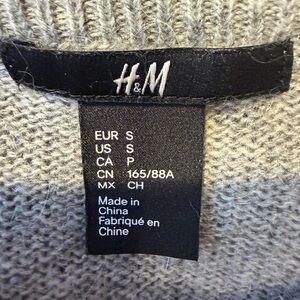 H&M
EUR S
US S
CA P
CN 165/88A
MX CH
Made in
China
Fabriqué en
Chine